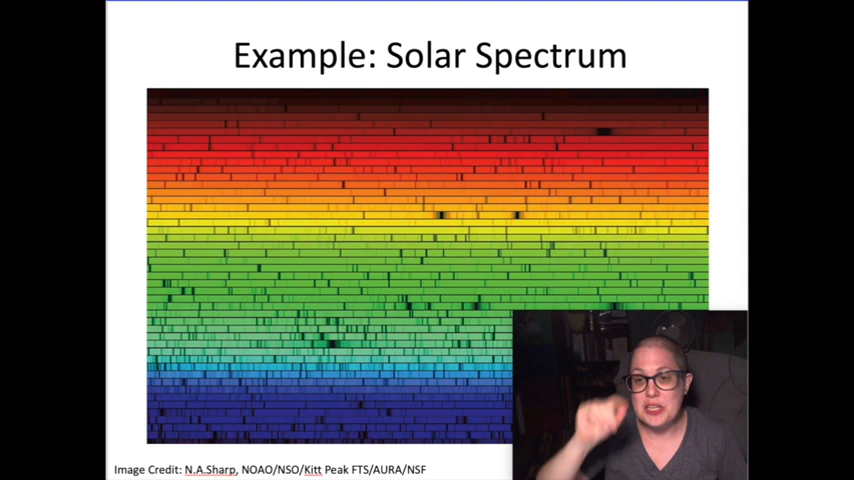 Example: Solar Spectrum
Image Credit: N.A.Sharp, NOAO/NSO/Kitt Peak FTS/AURA/NSF